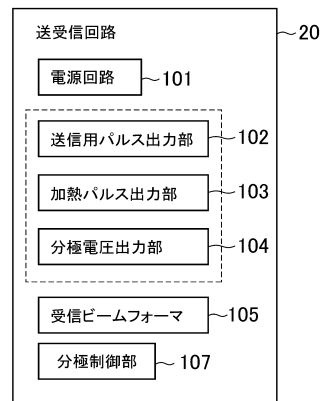 送受信回路
20
電源回路
101
送信用パルス出力部
102
加熱パルス出力部
103
分極電圧出力部
104
受信ビームフォーマ
105
分極制御部
107